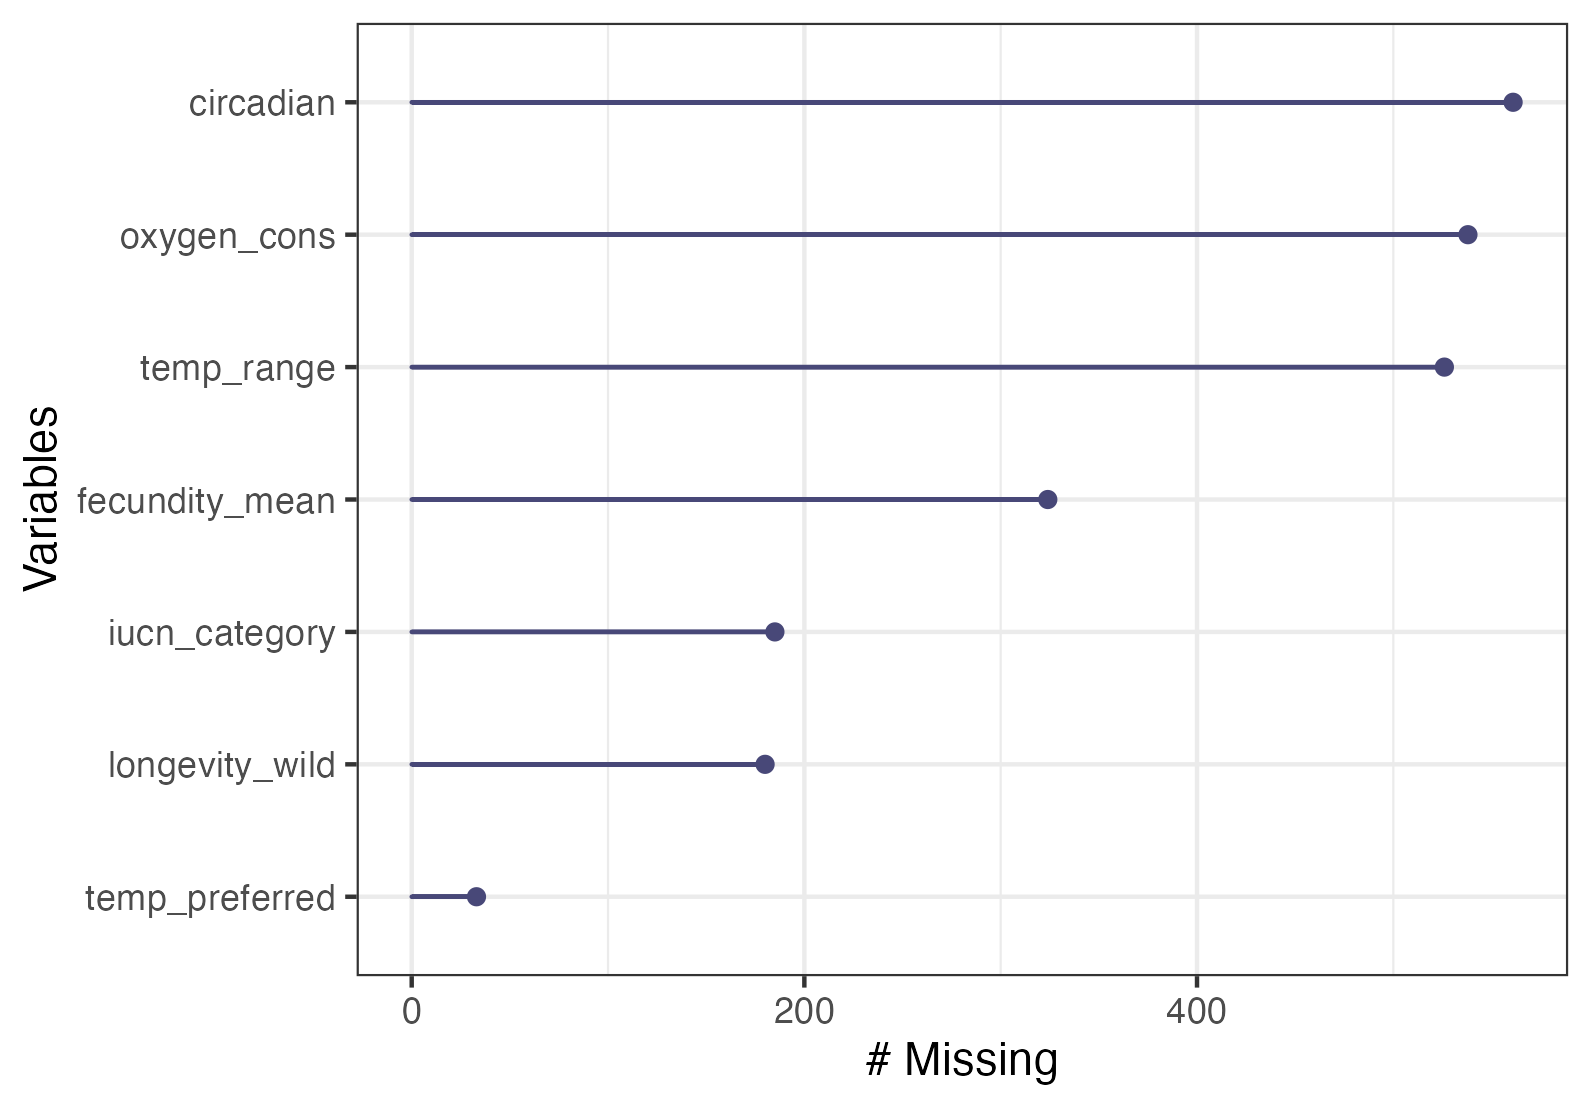 circadian
oxygen_cons
temp_range
fecundity_mean
iucn_category
longevity_wild
temp_preferred
Variables
0 200 400
# Missing